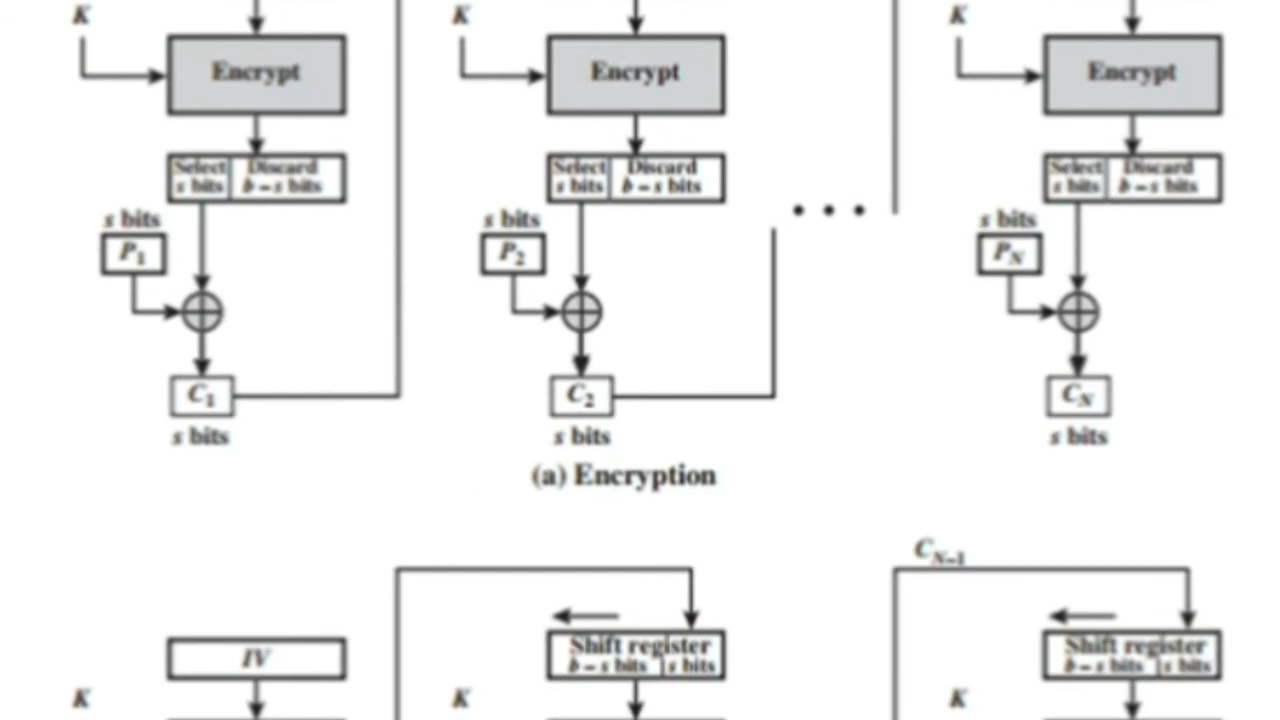 K K K
Encrypt Encrypt Encrypt
Select Discard Select Discard Select Discard
s bits b – s bits s bits b – s bits s bits b – s bits
s bits s bits s bits
P1 P2 PN
C1 C2 CN
s bits s bits s bits
(a) Encryption
CN–1
Shift register Shift register
IV b – s bits | s bits b – s bits | s bits
K K K